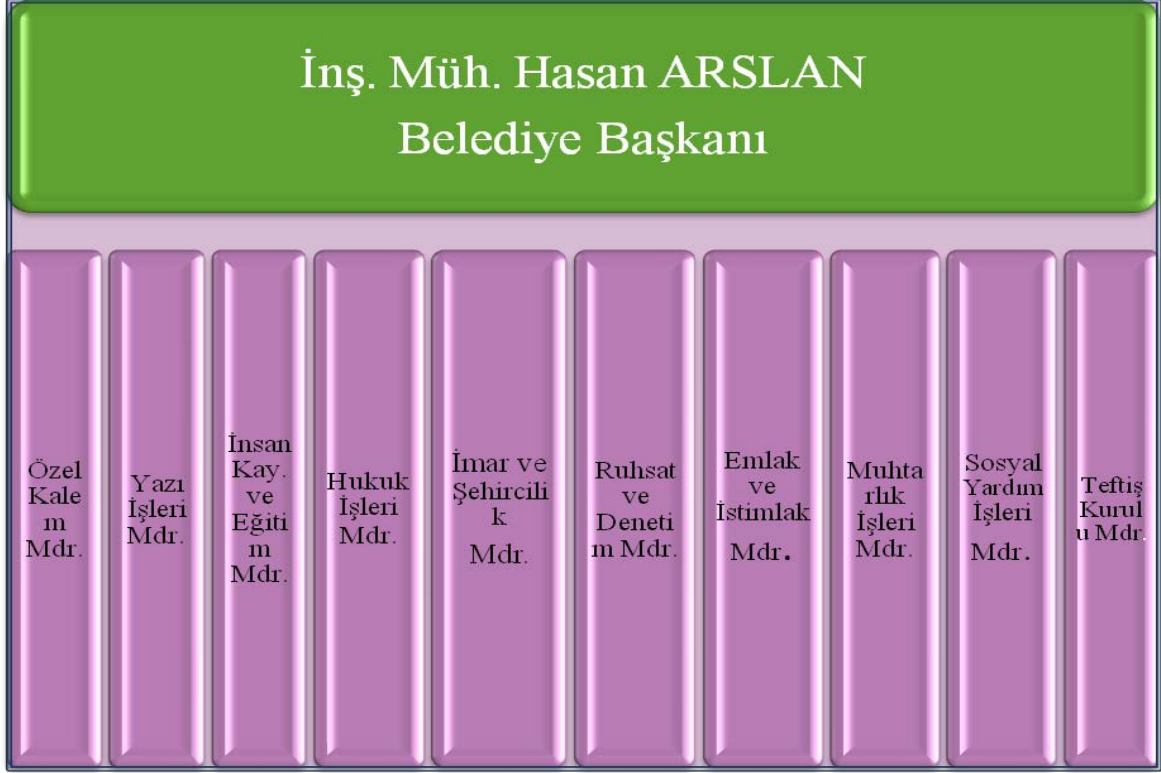 İnş. Müh. Hasan ARSLAN
Belediye Başkanı
Özel
Kale
m
Mdr.
Yazı
İşleri
Mdr.
İnsan
Kay.
ve
Eğiti
m
Mdr.
Hukuk
İşleri
Mdr.
İmar ve
Şehircili
k
Mdr.
Ruhsat
ve
Deneti
m Mdr.
Emlak
ve
İstimlak
Mdr.
Muhta
rlık
İşleri
Mdr.
Sosyal
Yardım
İşleri
Mdr.
Teftiş
Kurul
u Mdr.